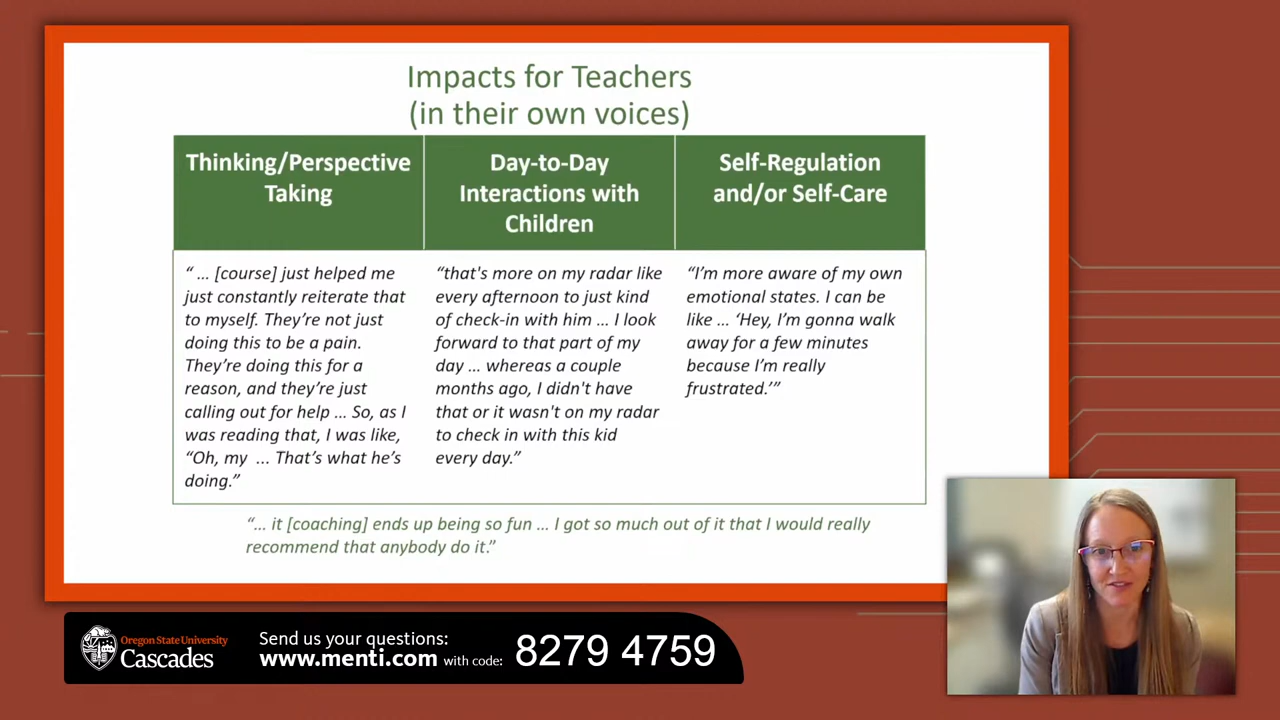 Impacts for Teachers
(in their own voices)
Thinking/Perspective
Taking
“ … [course] just helped me
just constantly reiterate that
to myself. They’re not just
doing this to be a pain.
They’re doing this for a
reason, and they’re just
calling out for help … So, as I
was reading that, I was like,
“Oh, my ... That’s what he’s
doing.”
Day-to-Day
Interactions with
Children
“that's more on my radar like
every afternoon to just kind
of check-in with him … I look
forward to that part of my
day … whereas a couple
months ago, I didn't have
that or it wasn't on my radar
to check in with this kid
every day.”
Self-Regulation
and/or Self-Care
“I’m more aware of my own
emotional states. I can be
like … ‘Hey, I’m gonna walk
away for a few minutes
because I’m really
frustrated.’”
“… it [coaching] ends up being so fun … I got so much out of it that I would really
recommend that anybody do it.”
Oregon State University
Cascades
Send us your questions:
www.menti.com with code:
8279 4759